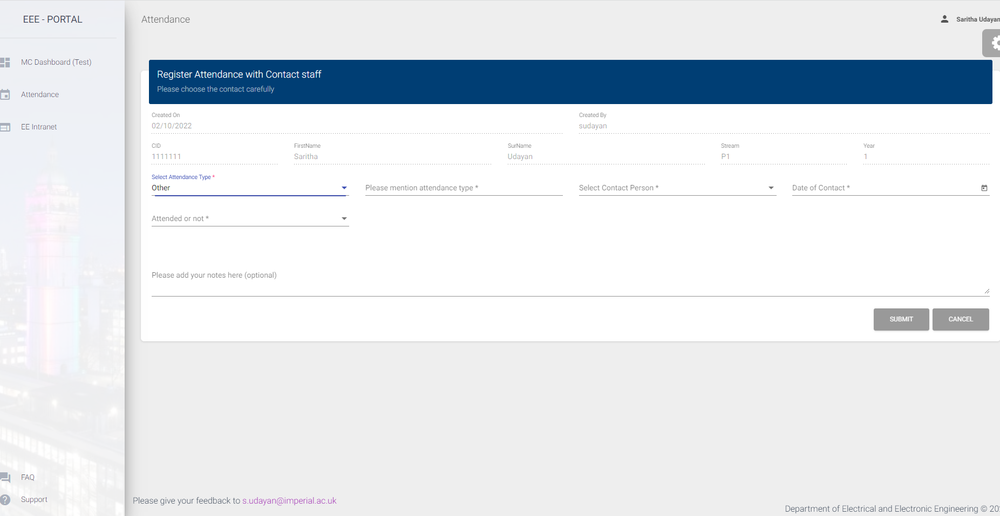 EEE - PORTAL
Attendance
Saritha Udayan
MC Dashboard (Test)
Attendance
EE Intranet
Register Attendance with Contact staff
Please choose the contact carefully
Created On
Created By
02/10/2022
sudayan
CID
FirstName
SurName
Stream
Year
1111111
Saritha
Udayan
P1
1
Select Attendance Type *
Other
Please mention attendance type *
Select Contact Person *
Date of Contact *
Attended or not *
Please add your notes here (optional)
SUBMIT
CANCEL
FAQ
Support
Please give your feedback to s.udayan@imperial.ac.uk
Department of Electrical and Electronic Engineering ©